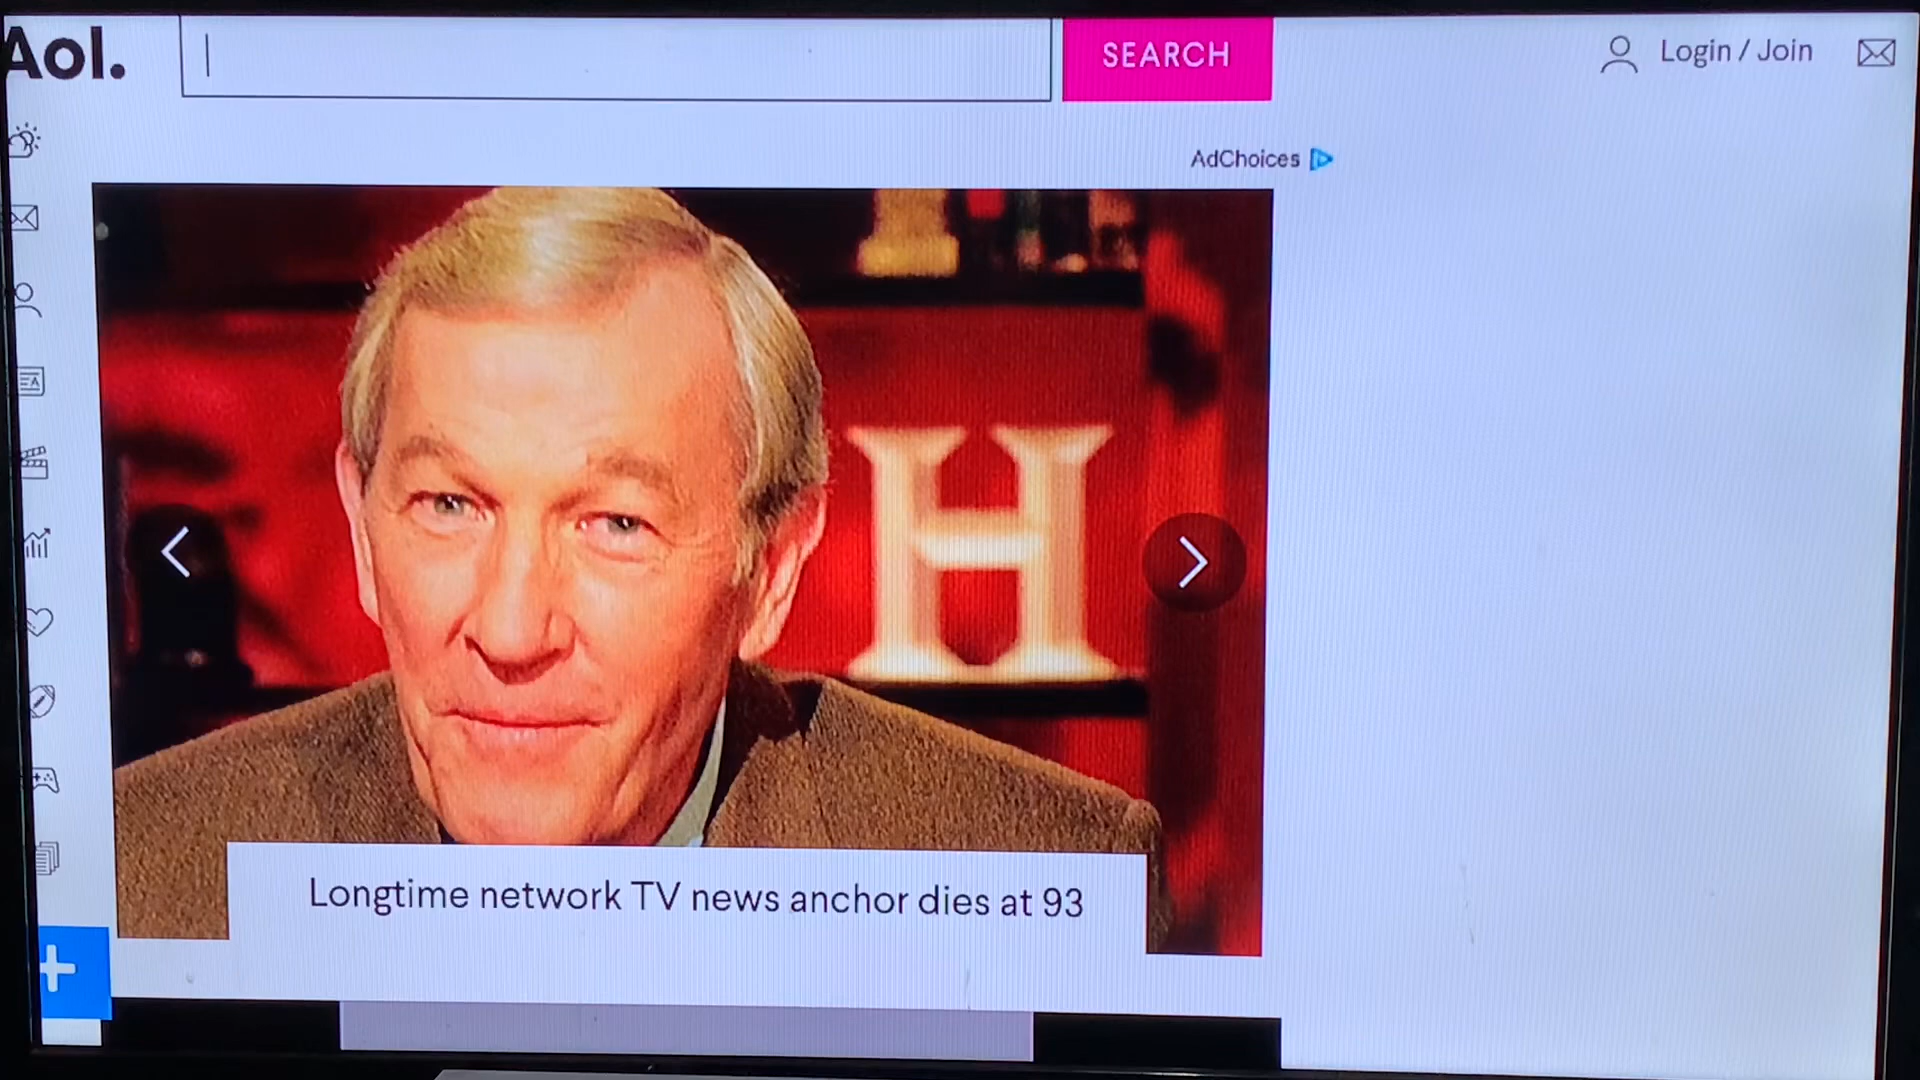 Aol.
SEARCH
Login / Join
AdChoices
H
Longtime network TV news anchor dies at 93